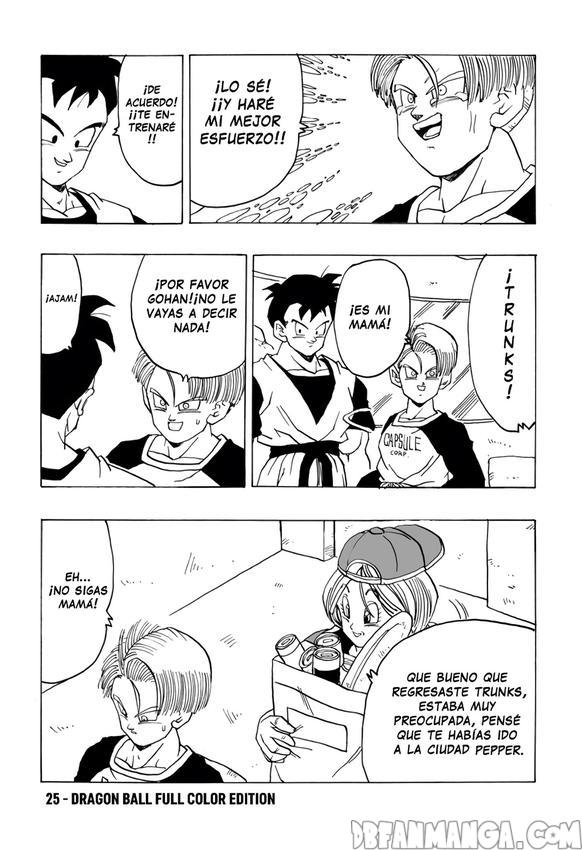 ¡LO SÉ!
¡¡Y HARÉ
MI MEJOR
ESFUERZO!!
¡DE
ACUERDO!
¡¡TE EN-
TRENARÉ
!!
¡TRUNKS!
¡ES MI
MAMÁ!
CAPSULE
CORP.
¡POR FAVOR
GOHAN!¡NO LE
VAYAS A DECIR
NADA!
¡AJAM!
QUE BUENO QUE
REGRESASTE TRUNKS,
ESTABA MUY
PREOCUPADA, PENSÉ
QUE TE HABÍAS IDO
A LA CIUDAD PEPPER.
EH...
¡NO SIGAS
MAMÁ!
25 - DRAGON BALL FULL COLOR EDITION
DBFANMANGA.COM